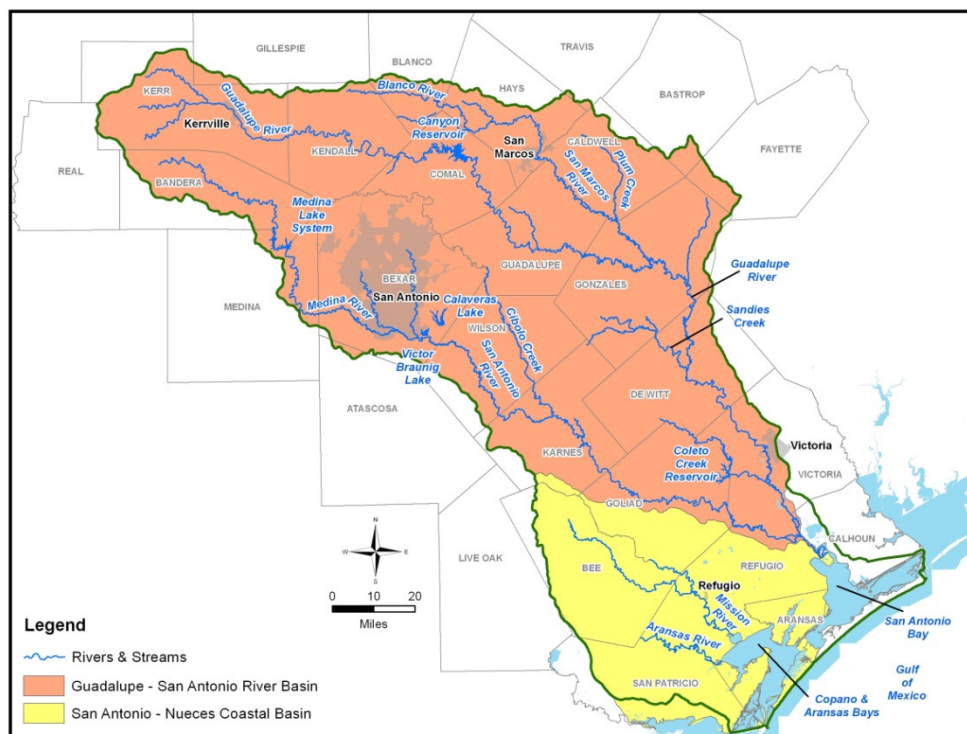 GILLESPIE
BLANCO
TRAVIS
HAYS
BASTROP
KERR
Blanco River
Guadalupe River
Kerrville
Canyon
Reservoir
San
Marcos
CALDWELL
FAYETTE
KENDALL
San Marcos
River
Plum Creek
REAL
COMAL
BANDERA
Medina
Lake
System
GUADALUPE
Guadalupe
River
BEXAR
GONZALES
San Antonio
MEDINA
Medina River
Calaveras
Lake
Sandies
Creek
WILSON
Cibolo Creek
Victor
Braunig
Lake
San Antonio
River
ATASCOSA
DE WITT
Victoria
KARNES
Coleto
Creek
Reservoir
VICTORIA
GOLIAD
CALHOUN
LIVE OAK
BEE
REFUGIO
Refugio
Mission
River
N
W
E
S
0 10 20
Miles
ARANSAS
San Antonio
Bay
Aransas River
Legend
Rivers & Streams
Guadalupe - San Antonio River Basin
San Antonio - Nueces Coastal Basin
SAN PATRICIO
Gulf
of
Mexico
Copano &
Aransas Bays